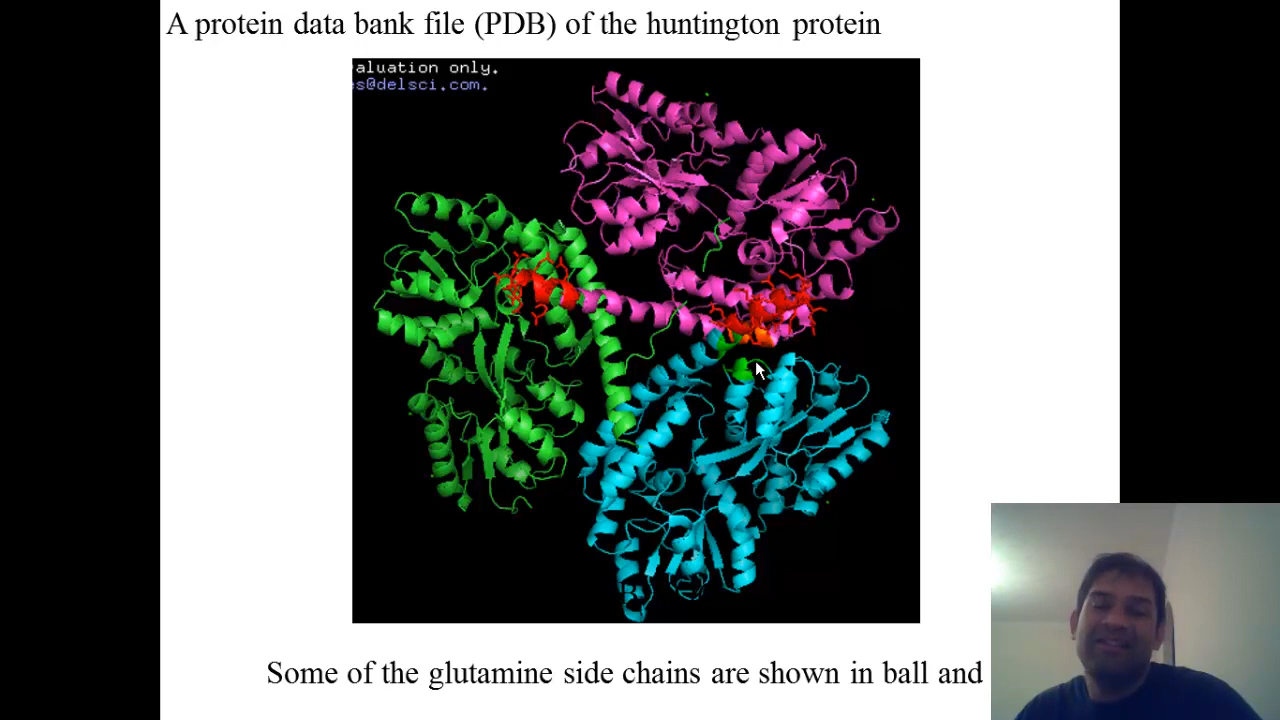 A protein data bank file (PDB) of the huntington protein
aluation only.
s@delsci.com.
Some of the glutamine side chains are shown in ball and